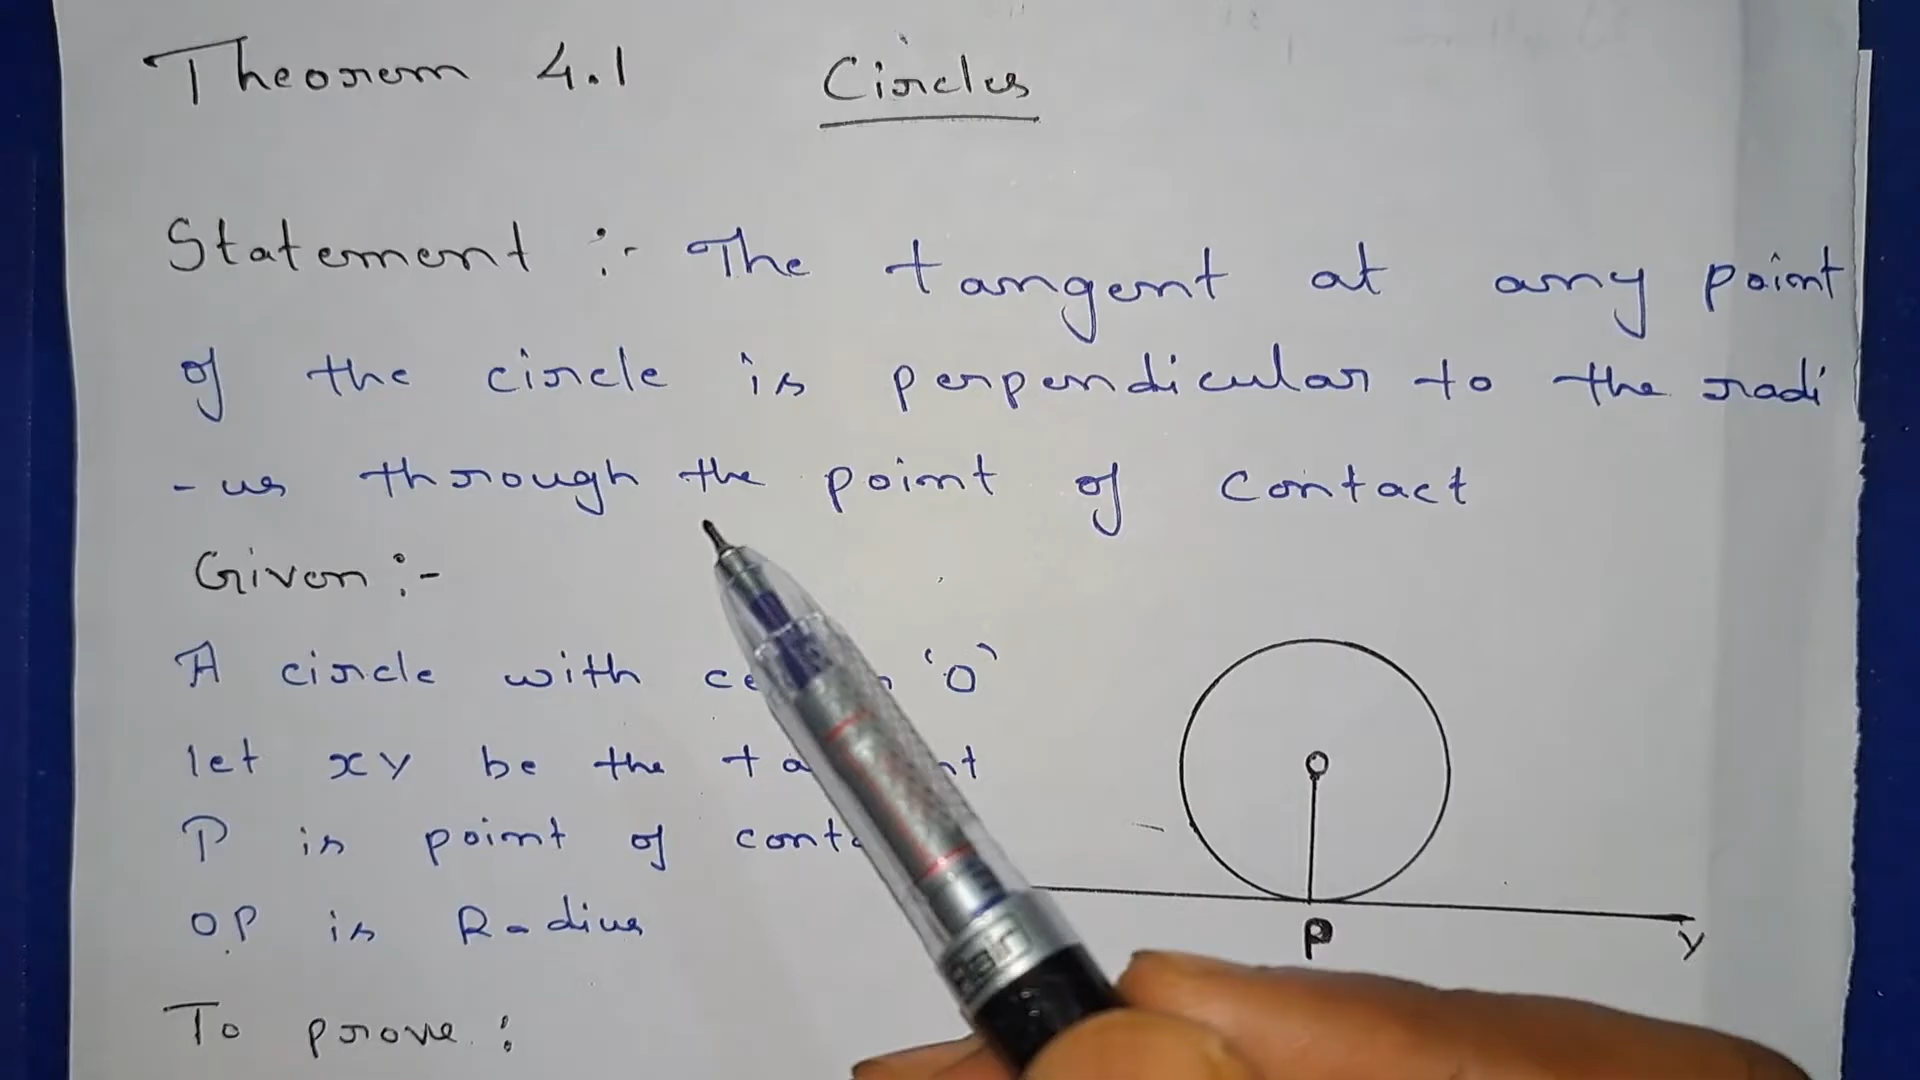 Theorem 4.1 Circles
Statement :- The tangent at any point
of the circle is perpendicular to the radi
-us through the point of contact
Given :-
A circle with 'O'
let xy be the
P is point of
OP is Radius
To prove :
P
y